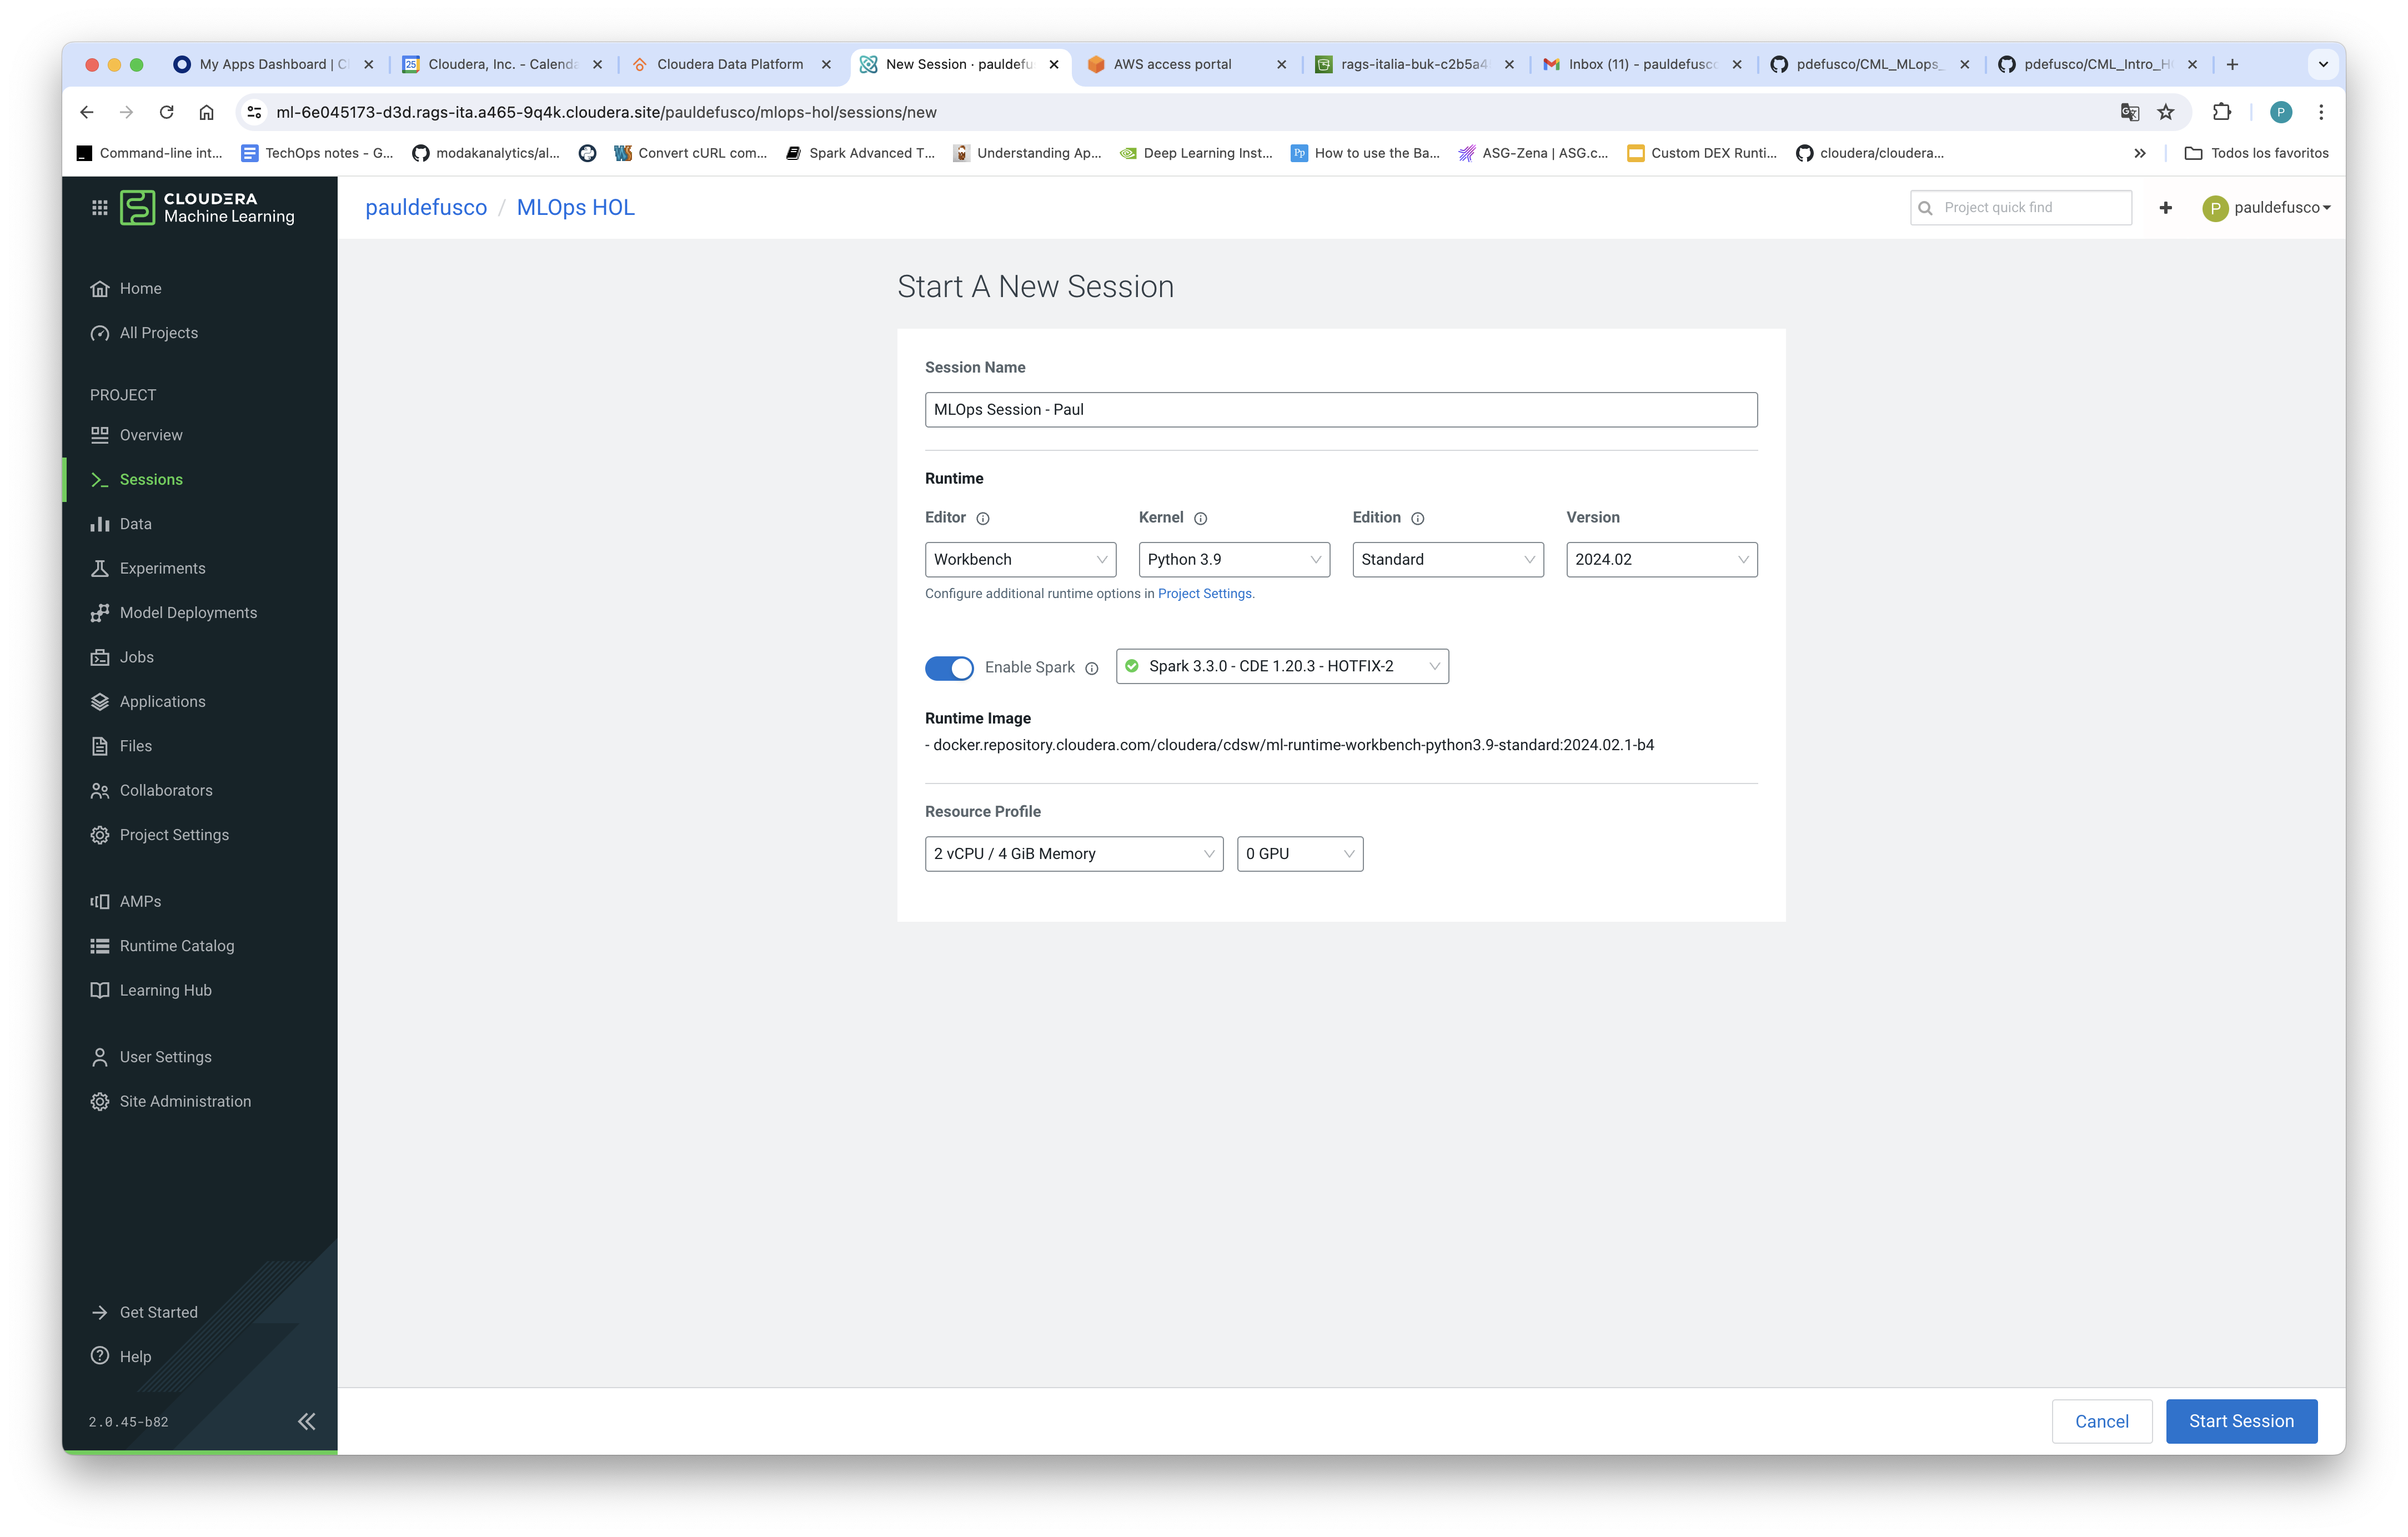 My Apps Dashboard | C
Cloudera, Inc. - Calenda
Cloudera Data Platform
New Session · pauldefu
AWS access portal
rags-italia-buk-c2b5a4
Inbox (11) - pauldefusco
pdefusco/CML_MLops_
pdefusco/CML_Intro_H
ml-6e045173-d3d.rags-ita.a465-9q4k.cloudera.site/pauldefusco/mlops-hol/sessions/new
P
Command-line int...
TechOps notes - G...
modakanalytics/al...
Convert cURL com...
Spark Advanced T...
Understanding Ap...
Deep Learning Inst...
Pp
How to use the Ba...
ASG-Zena | ASG.c...
Custom DEX Runti...
cloudera/cloudera...
Todos los favoritos
CLOUDERA
Machine Learning
pauldefusco / MLOps HOL
Project quick find
P
pauldefusco
Home
All Projects
PROJECT
Overview
Sessions
Data
Experiments
Model Deployments
Jobs
Applications
Files
Collaborators
Project Settings
AMPs
Runtime Catalog
Learning Hub
User Settings
Site Administration
Get Started
Help
2.0.45-b82
Start A New Session
Session Name
MLOps Session - Paul
Runtime
Editor Kernel Edition Version
Workbench Python 3.9 Standard 2024.02
Configure additional runtime options in Project Settings.
Enable Spark Spark 3.3.0 - CDE 1.20.3 - HOTFIX-2
Runtime Image
- docker.repository.cloudera.com/cloudera/cdsw/ml-runtime-workbench-python3.9-standard:2024.02.1-b4
Resource Profile
2 vCPU / 4 GiB Memory 0 GPU
Cancel Start Session